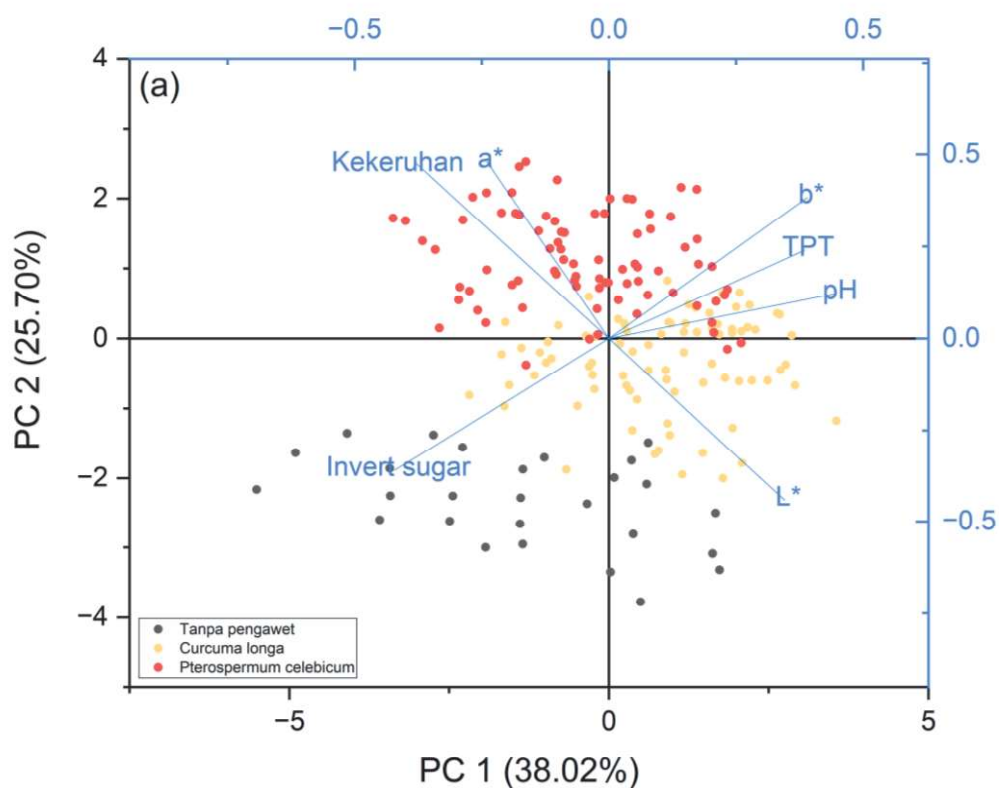 −0.5 0.0 0.5
4
(a)
Kekeruhan a*
0.5
b*
2
TPT
pH
0 0.0
PC 2 (25.70%)
Invert sugar
−2
L*
−0.5
−4
Tanpa pengawet
Curcuma longa
Pterospermum celebicum
−5 0 5
PC 1 (38.02%)